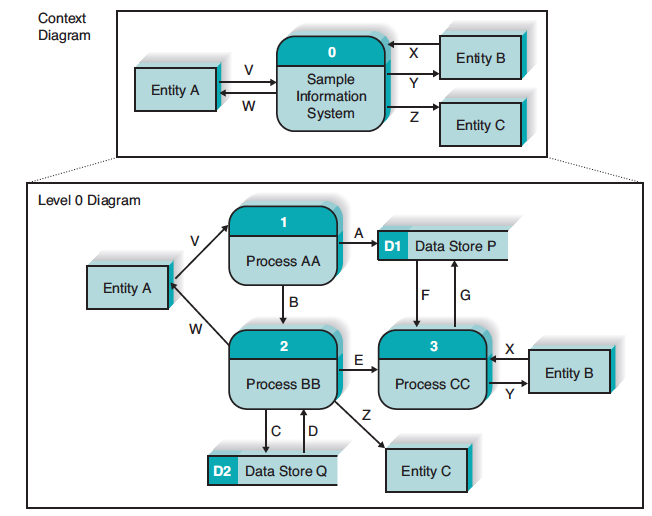 Context
Diagram
0
Sample
Information
System
Entity A
V
W
X
Y
Z
Entity B
Entity C
Level 0 Diagram
1
Process AA
V
A
D1 Data Store P
Entity A
B
F
G
W
2
Process BB
E
3
Process CC
X
Y
Entity B
C
D
Z
D2 Data Store Q
Entity C